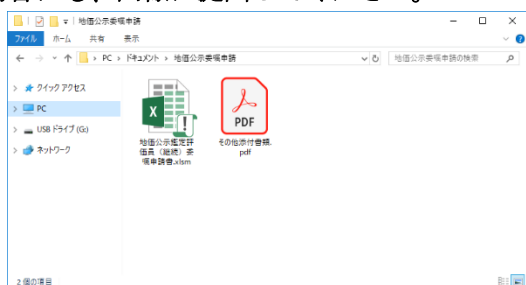 地価公示委嘱申請
ファイル ホーム 共有 表示
PC › ドキュメント › 地価公示委嘱申請
地価公示委嘱申請の検索
クイック アクセス
PC
USB ドライブ (G:)
ネットワーク
地価公示鑑定評
価員（継続）委
嘱申請書.xlsm
PDF
その他添付書類.
pdf
2 個の項目